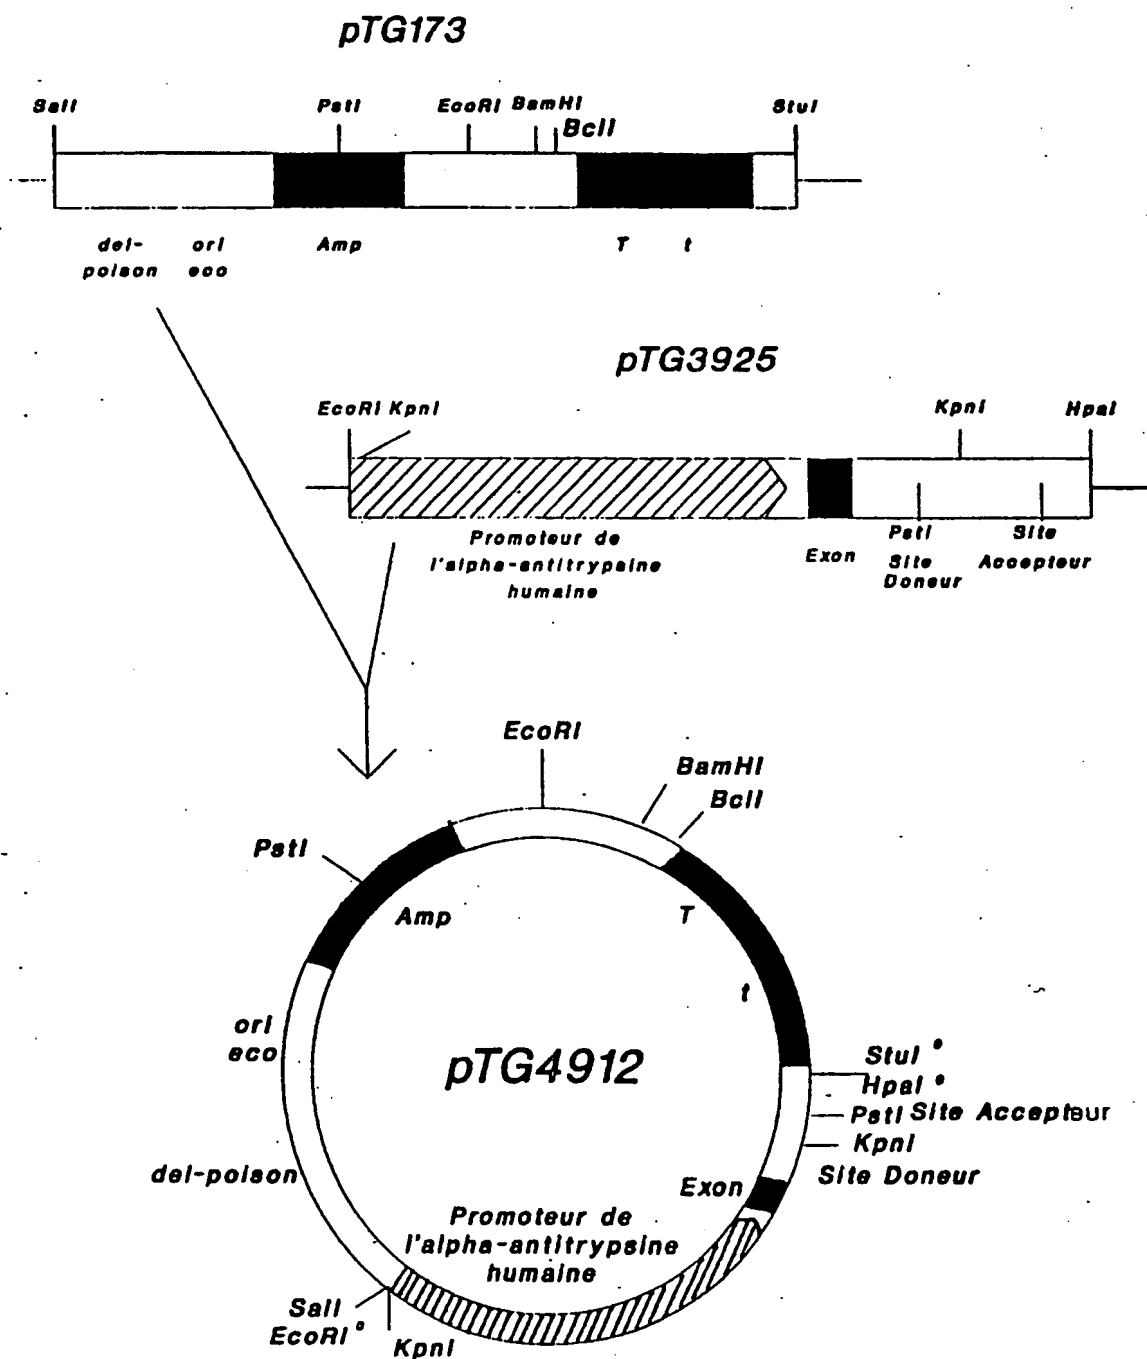 pTG173
SalI PstI EcoRI BamHI StuI
BclI
del- ori Amp T t
poison eco
pTG3925
EcoRI KpnI KpnI HpaI
Promoteur de
l'alpha-antitrypsine
humaine
Exon
PstI Site
Site Accepteur
Doneur
EcoRI
BamHI
BclI
PstI
Amp
T
t
ori
eco
pTG4912
StuI °
HpaI °
PstI Site Accepteur
KpnI
Site Doneur
del-poison
Exon
Promoteur de
l'alpha-antitrypsine
humaine
SalI
EcoRI °
KpnI